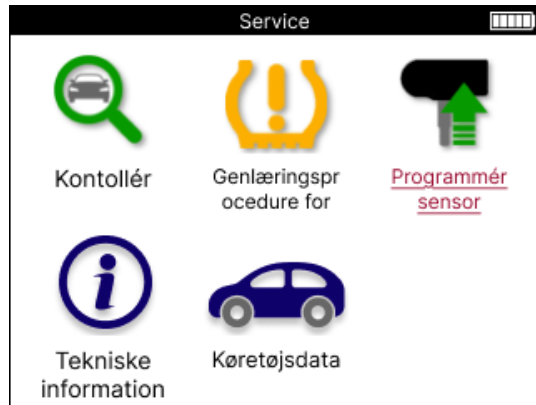 Service
Kontollér
Genlæringspr
ocedure for
Programmér
sensor
Tekniske
information
Køretøjsdata